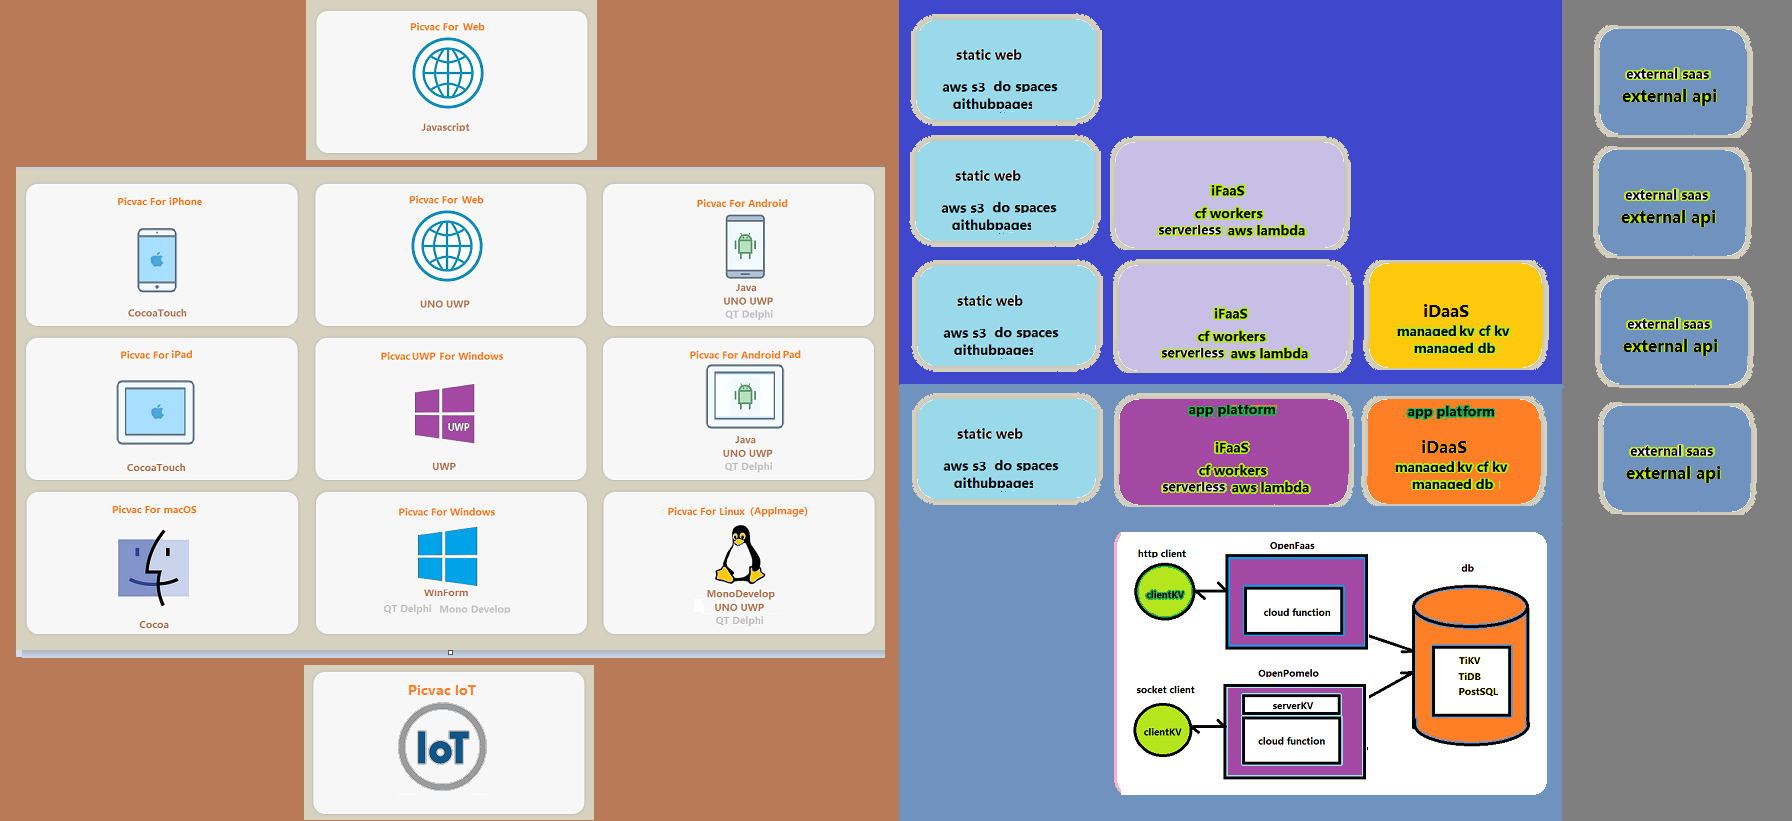 Picvac For Web
Javascript
Picvac For iPhone
CocoaTouch
Picvac For Web
UNO UWP
Picvac For Android
Java
UNO UWP
QT Delphi
Picvac For iPad
CocoaTouch
Picvac UWP For Windows
UWP
UWP
Picvac For Android Pad
Java
UNO UWP
QT Delphi
Picvac For macOS
Cocoa
Picvac For Windows
WinForm
QT Delphi Mono Develop
Picvac For Linux (AppImage)
MonoDevelop
UNO UWP
QT Delphi
Picvac IoT
IoT
static web
aws s3 do spaces
githubpages
static web
aws s3 do spaces
githubpages
iFaaS
cf workers
serverless aws lambda
static web
aws s3 do spaces
githubpages
iFaaS
cf workers
serverless aws lambda
iDaaS
managed kv cf kv
managed db
static web
aws s3 do spaces
githubpages
app platform
iFaaS
cf workers
serverless aws lambda
app platform
iDaaS
managed kv cf kv
managed db
http client
clientKV
OpenFaas
cloud function
socket client
clientKV
OpenPomelo
serverKV
cloud function
db
TiKV
TiDB
PostSQL
external saas
external api
external saas
external api
external saas
external api
external saas
external api